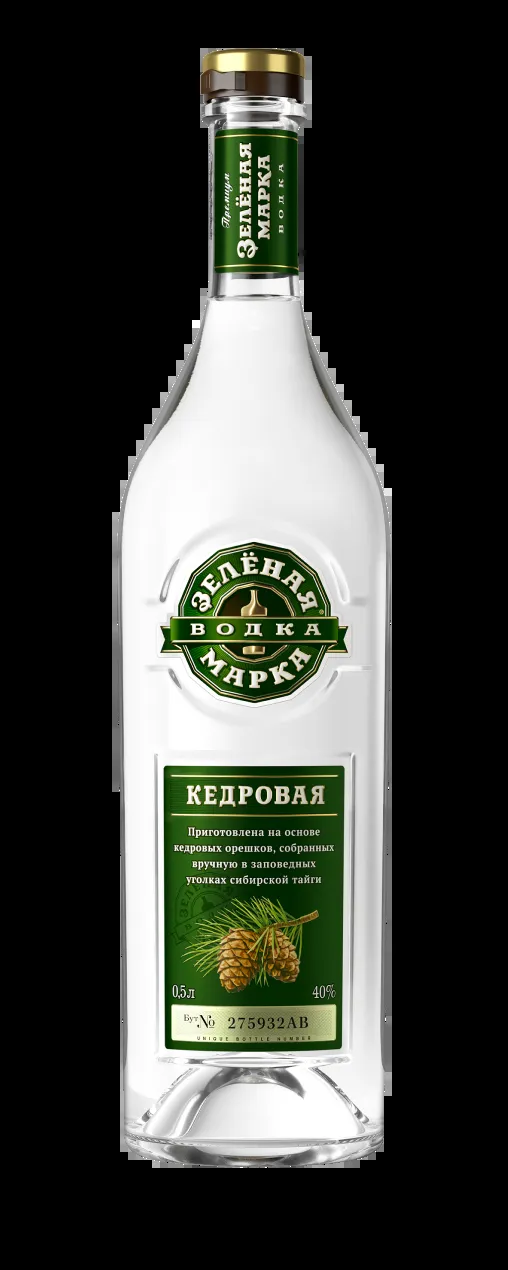 Премиум
ЗЕЛЁНАЯ
МАРКА
ВОДКА
ЗЕЛЁНАЯ
®
ВОДКА
МАРКА
КЕДРОВАЯ
Приготовлена на основе
кедровых орешков, собранных
вручную в заповедных
уголках сибирской тайги
0,5л 40%
Бут № 275932АВ
UNIQUE BOTTLE NUMBER